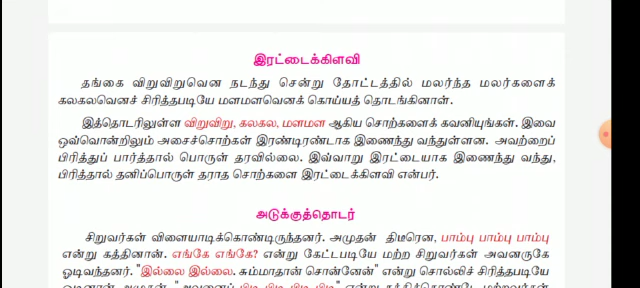 இரட்டைக்கிளவி
தங்கை விறுவிறுவென நடந்து சென்று தோட்டத்தில் மலர்ந்த மலர்களைக்
கலகலவெனச் சிரித்தபடியே மளமளவெனக் கொய்யத் தொடங்கினாள்.
இத்தொடரிலுள்ள விறுவிறு, கலகல, மளமள ஆகிய சொற்களைக் கவனியுங்கள். இவை
ஒவ்வொன்றிலும் அசைச்சொற்கள் இரண்டிரண்டாக இணைந்து வந்துள்ளன. அவற்றைப்
பிரித்துப் பார்த்தால் பொருள் தரவில்லை. இவ்வாறு இரட்டையாக இணைந்து வந்து,
பிரித்தால் தனிப்பொருள் தராத சொற்களை இரட்டைக்கிளவி என்பர்.
அடுக்குத்தொடர்
சிறுவர்கள் விளையாடிக்கொண்டிருந்தனர். அமுதன் திடீரென, பாம்பு பாம்பு பாம்பு
என்று கத்தினான். எங்கே எங்கே? என்று கேட்டபடியே மற்ற சிறுவர்கள் அவனருகே
ஓடிவந்தனர். "இல்லை இல்லை. சும்மாதான் சொன்னேன்" என்று சொல்லிச் சிரித்தபடியே